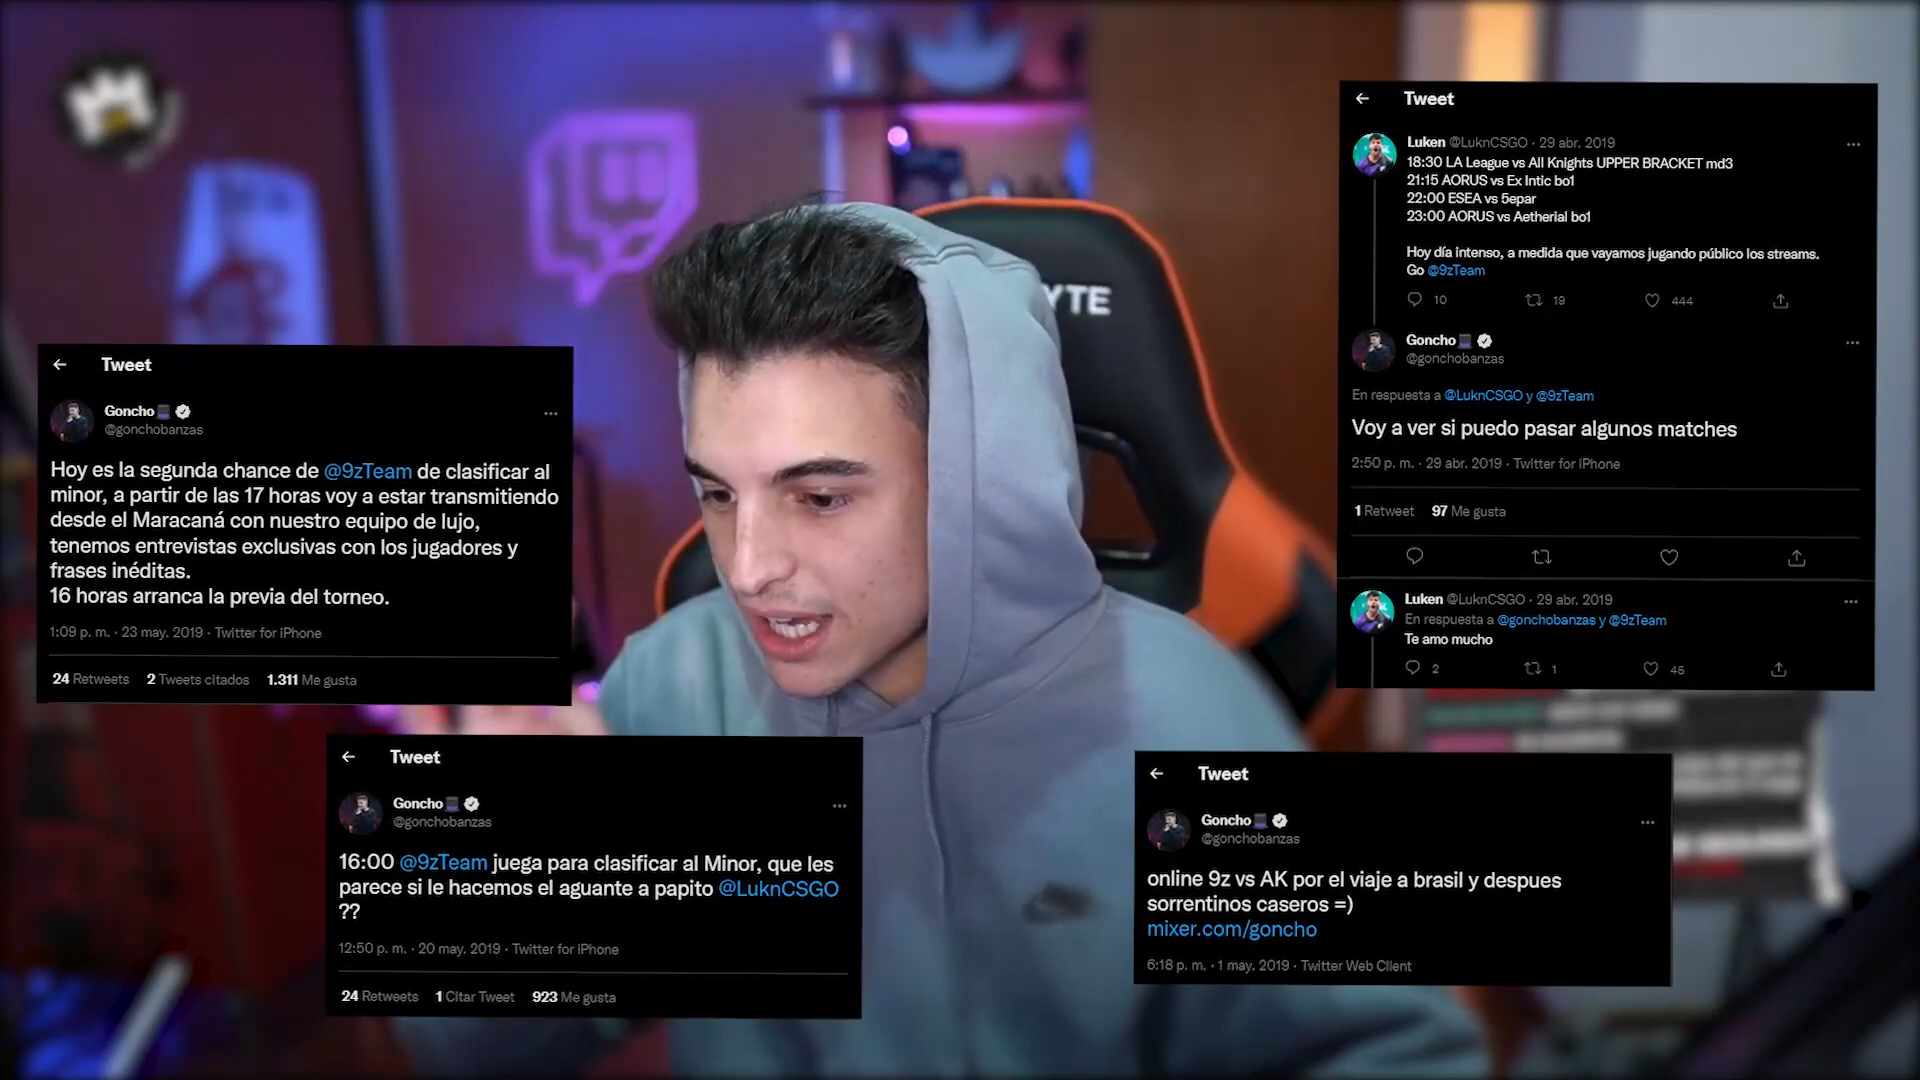 Tweet
Goncho
@gonchobanzas
Hoy es la segunda chance de @9zTeam de clasificar al
minor, a partir de las 17 horas voy a estar transmitiendo
desde el Maracaná con nuestro equipo de lujo,
tenemos entrevistas exclusivas con los jugadores y
frases inéditas.
16 horas arranca la previa del torneo.
1:09 p. m. · 23 may. 2019 · Twitter for iPhone
24 Retweets 2 Tweets citados 1.311 Me gusta
Tweet
Goncho
@gonchobanzas
16:00 @9zTeam juega para clasificar al Minor, que les
parece si le hacemos el aguante a papito @LuknCSGO
??
12:50 p. m. · 20 may. 2019 · Twitter for iPhone
24 Retweets 1 Citar Tweet 923 Me gusta
YTE
Tweet
Luken @LuknCSGO · 29 abr. 2019
18:30 LA League vs All Knights UPPER BRACKET md3
21:15 AORUS vs Ex Intic bo1
22:00 ESEA vs 5epar
23:00 AORUS vs Aetherial bo1
Hoy día intenso, a medida que vayamos jugando público los streams.
Go @9zTeam
10 19 444
Goncho
@gonchobanzas
En respuesta a @LuknCSGO y @9zTeam
Voy a ver si puedo pasar algunos matches
2:50 p. m. · 29 abr. 2019 · Twitter for iPhone
1 Retweet 97 Me gusta
Luken @LuknCSGO · 29 abr. 2019
En respuesta a @gonchobanzas y @9zTeam
Te amo mucho
2 1 45
Tweet
Goncho
@gonchobanzas
online 9z vs AK por el viaje a brasil y despues
sorrentinos caseros =)
mixer.com/goncho
6:18 p. m. · 1 may. 2019 · Twitter Web Client